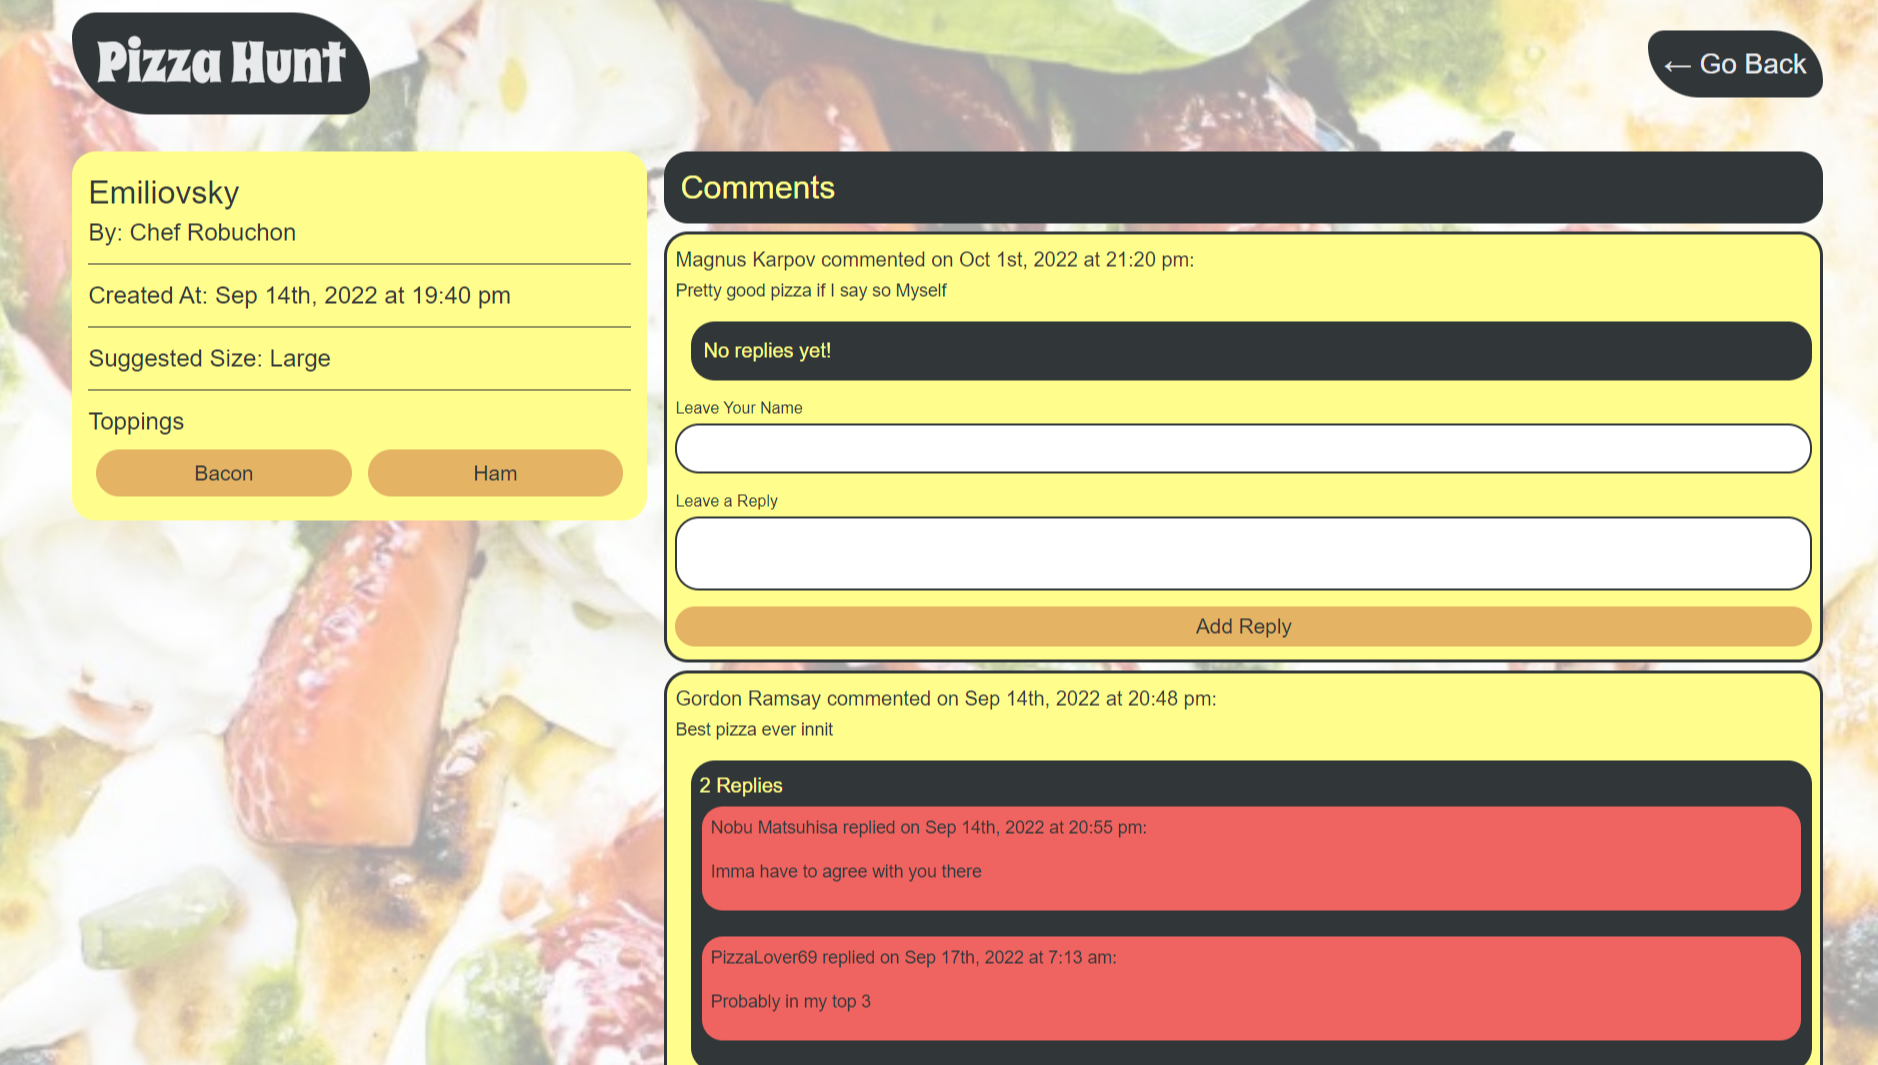 Pizza Hunt
← Go Back
Emiliovsky
By: Chef Robuchon
Created At: Sep 14th, 2022 at 19:40 pm
Suggested Size: Large
Toppings
Bacon
Ham
Comments
Magnus Karpov commented on Oct 1st, 2022 at 21:20 pm:
Pretty good pizza if I say so Myself
No replies yet!
Leave Your Name
Leave a Reply
Add Reply
Gordon Ramsay commented on Sep 14th, 2022 at 20:48 pm:
Best pizza ever innit
2 Replies
Nobu Matsuhisa replied on Sep 14th, 2022 at 20:55 pm:
Imma have to agree with you there
PizzaLover69 replied on Sep 17th, 2022 at 7:13 am:
Probably in my top 3